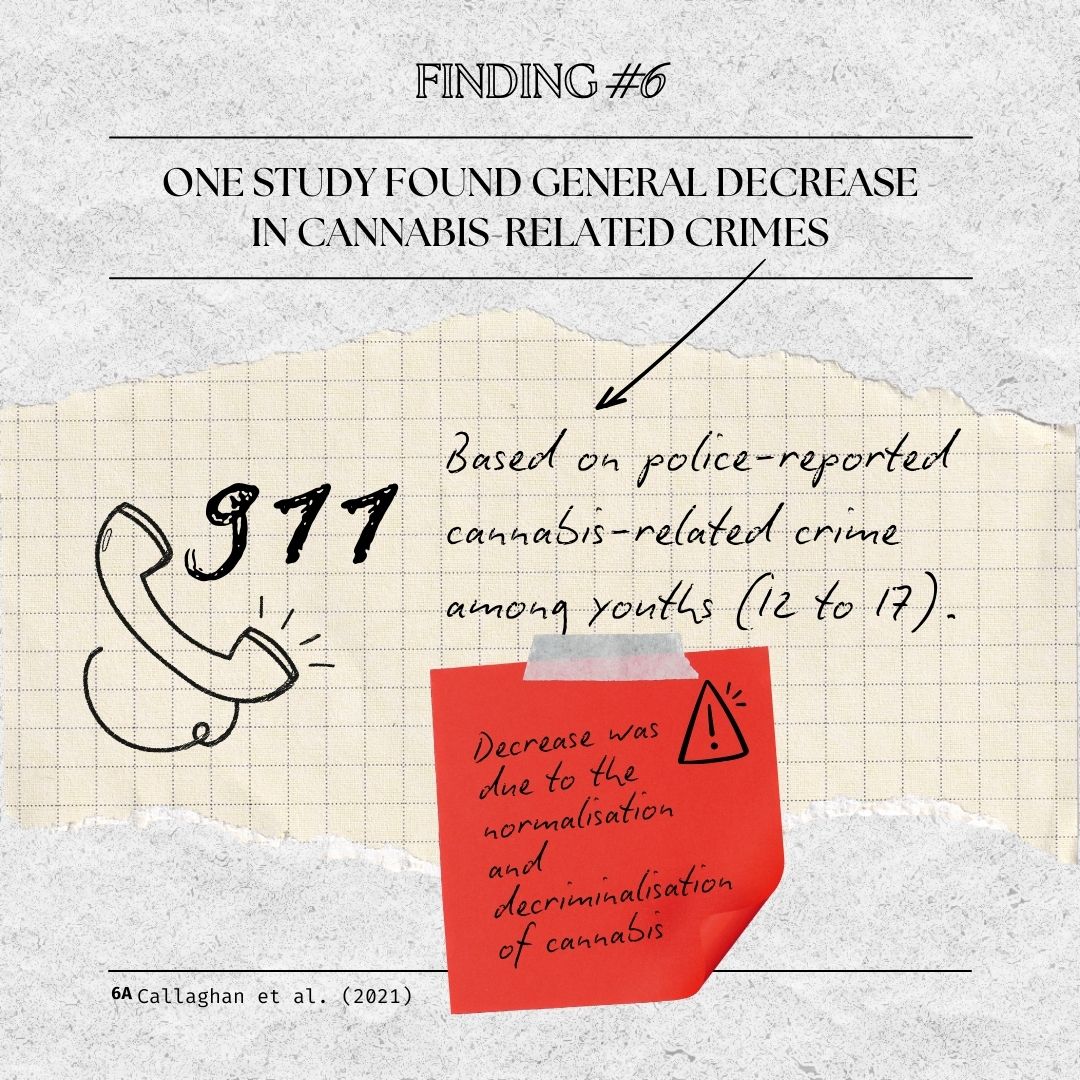 FINDING #6
ONE STUDY FOUND GENERAL DECREASE
IN CANNABIS-RELATED CRIMES
911
Based on police-reported
cannabis-related crime
among youths (12 to 17).
Decrease was
due to the
normalisation
and
decriminalisation
of cannabis
6A Callaghan et al. (2021)